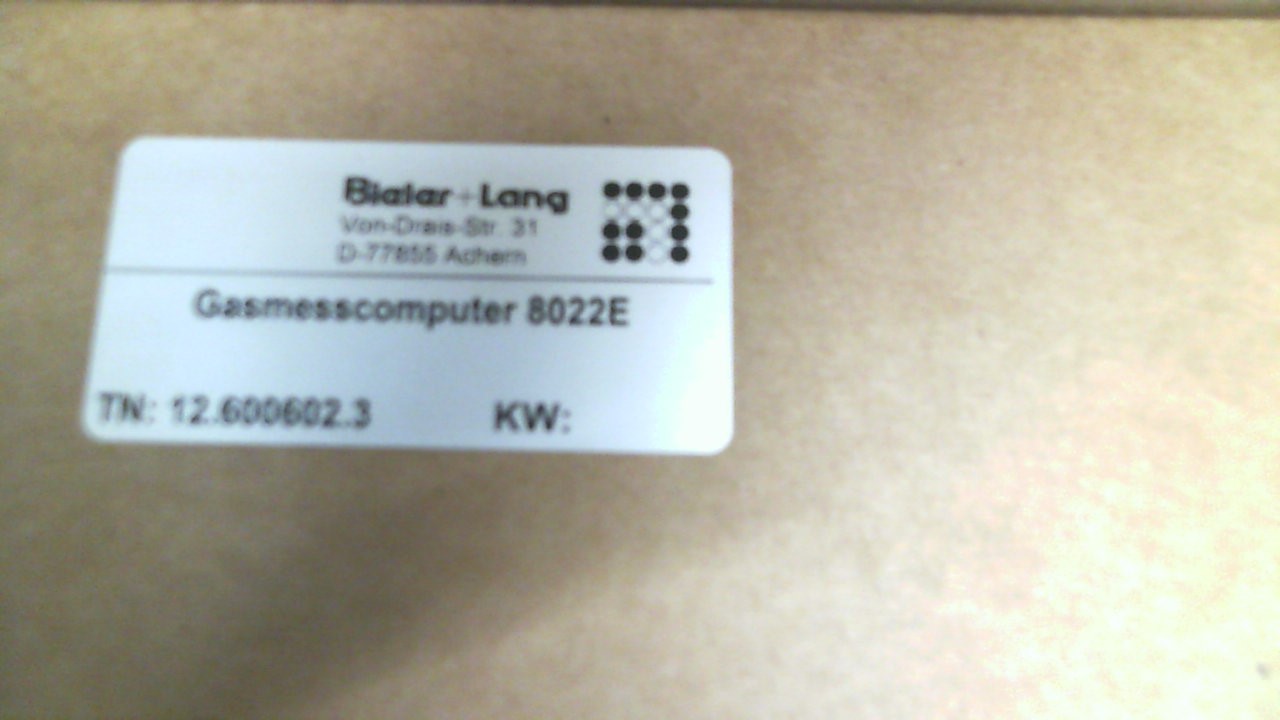 Bieler+Lang
Von-Drais-Str. 31
D-77855 Achern
Gasmesscomputer 8022E
TN: 12.600602.3 KW: